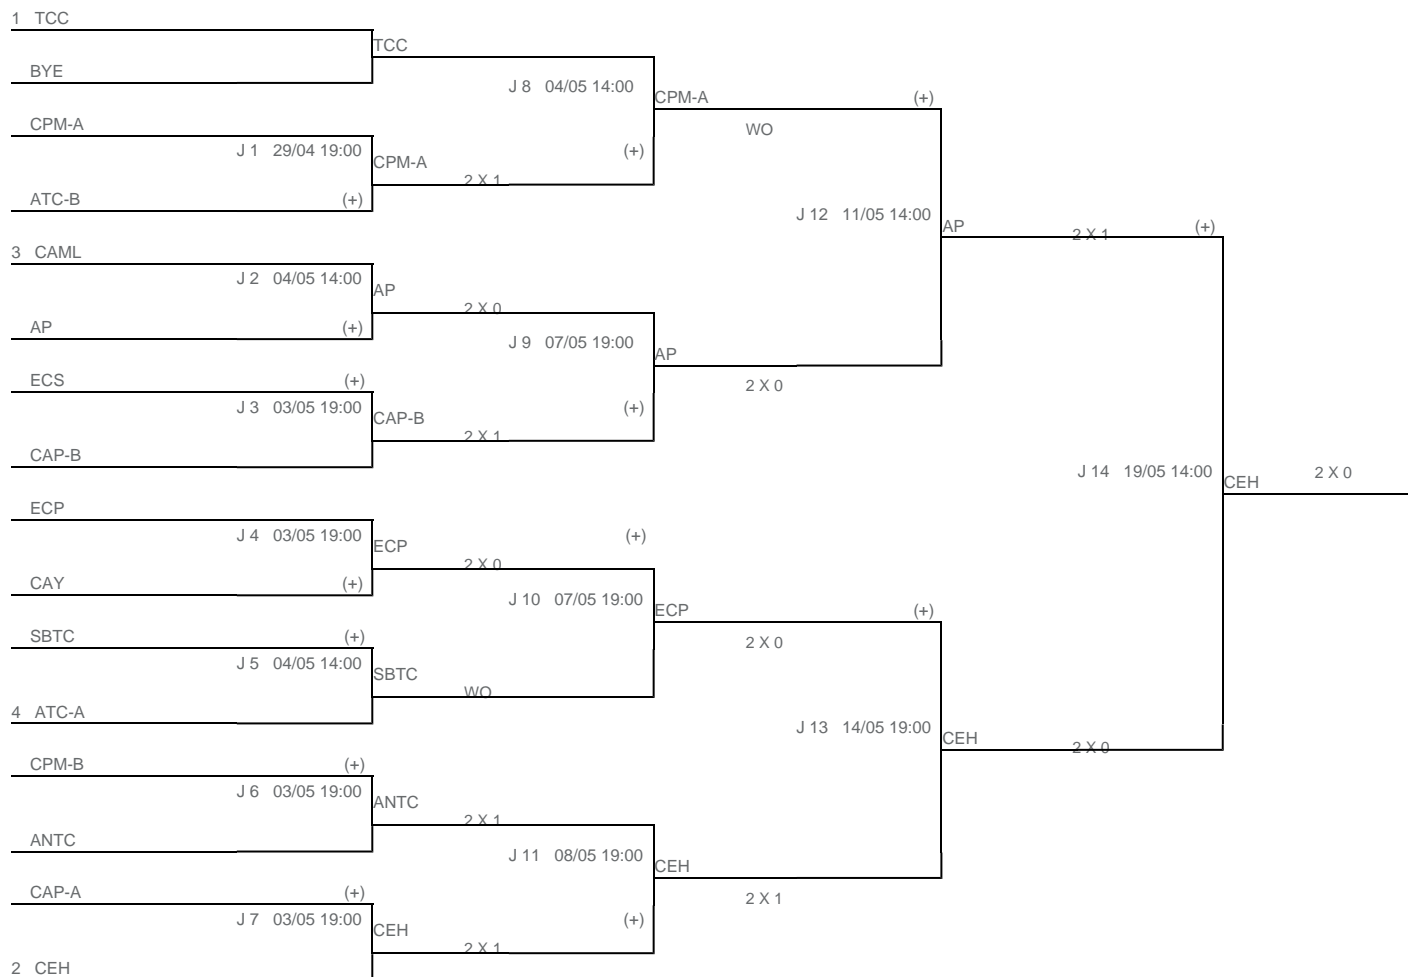 1 TCC
TCC
BYE
J 8 04/05 14:00
CPM-A (+)
CPM-A
WO
J 1 29/04 19:00
CPM-A
2 X 1
(+)
ATC-B (+)
J 12 11/05 14:00
AP
2 X 1
(+)
3 CAML
J 2 04/05 14:00
AP
2 X 0
AP (+)
J 9 07/05 19:00
AP
2 X 0
ECS (+)
J 3 03/05 19:00
CAP-B
2 X 1
(+)
CAP-B
J 14 19/05 14:00
CEH
2 X 0
ECP
J 4 03/05 19:00
ECP
2 X 0
(+)
CAY (+)
J 10 07/05 19:00
ECP (+)
2 X 0
SBTC (+)
J 5 04/05 14:00
SBTC
WO
4 ATC-A
J 13 14/05 19:00
CEH
2 X 0
CPM-B (+)
J 6 03/05 19:00
ANTC
2 X 1
ANTC
J 11 08/05 19:00
CEH
2 X 1
CAP-A (+)
J 7 03/05 19:00
CEH
2 X 1
(+)
2 CEH